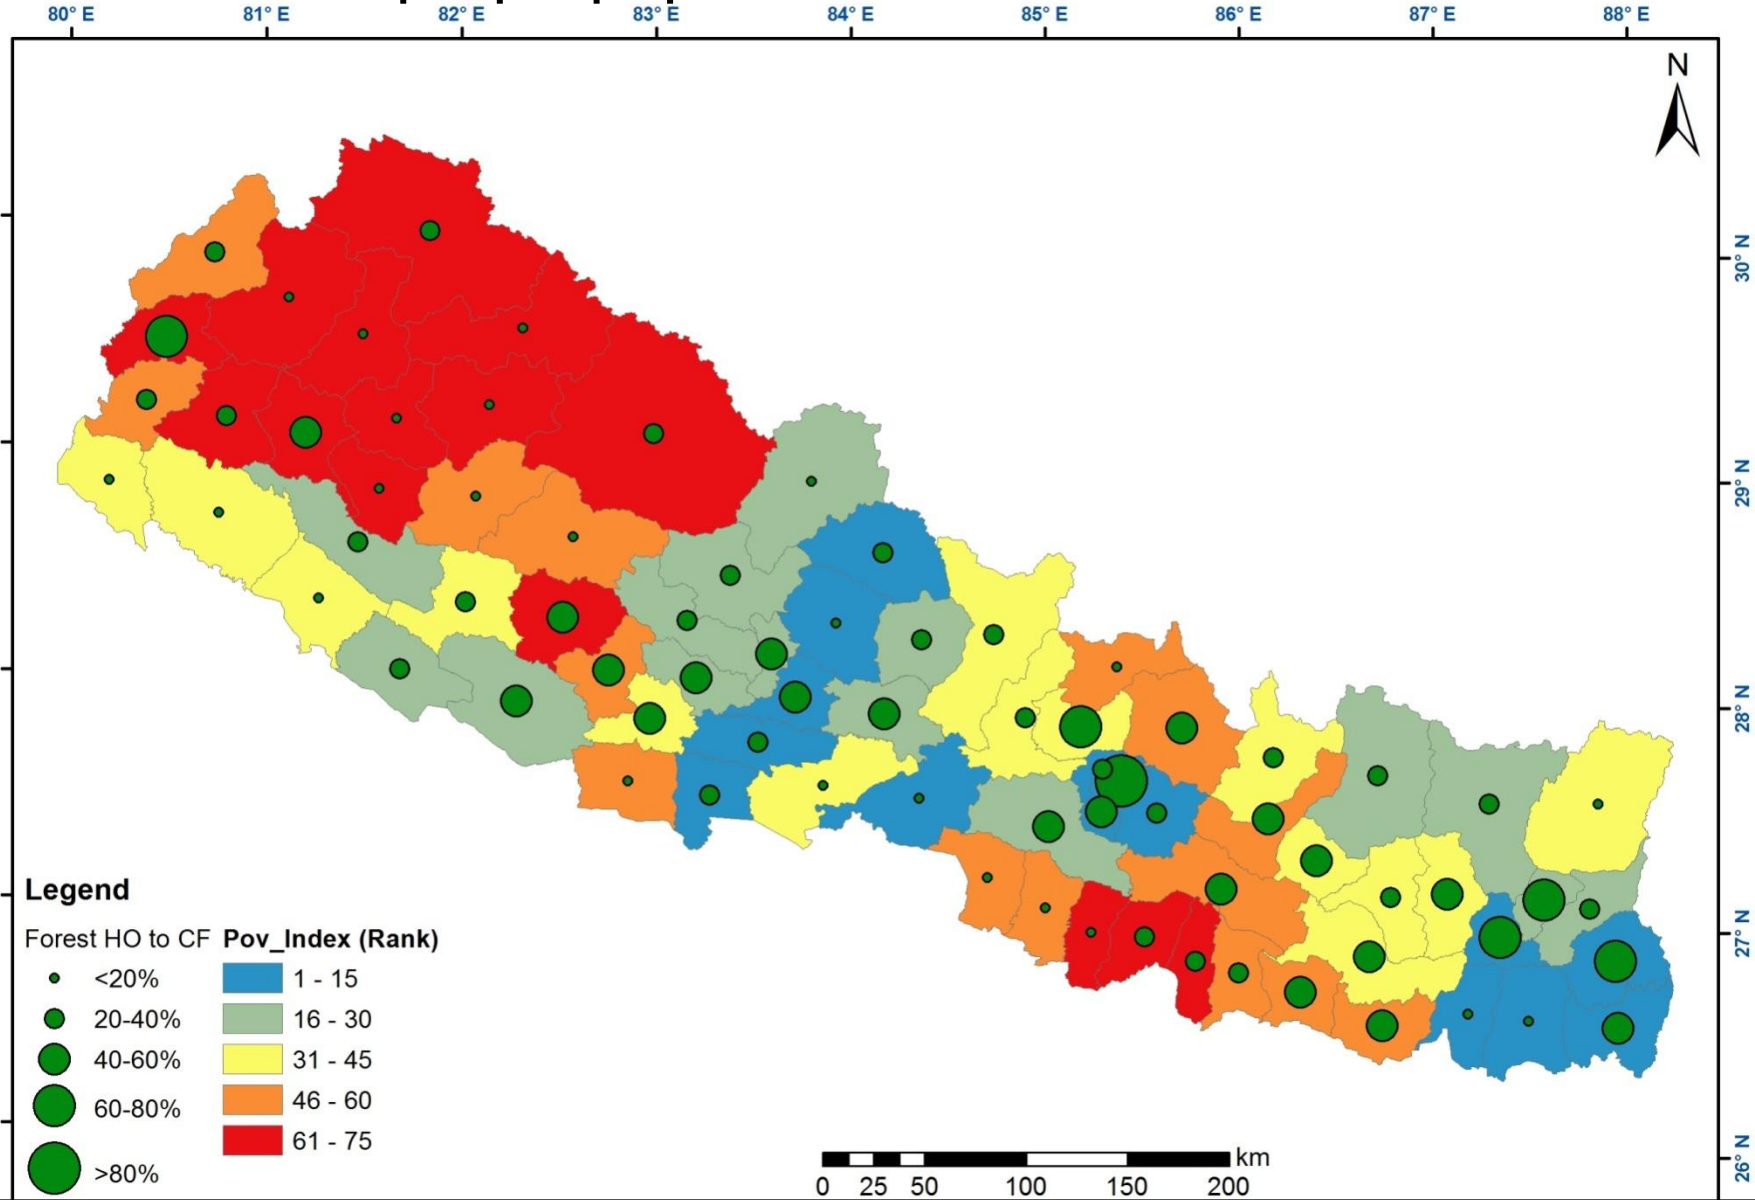 80° E 81° E 82° E 83° E 84° E 85° E 86° E 87° E 88° E
N
30° N
29° N
28° N
27° N
26° N
Legend
Forest HO to CF Pov_Index (Rank)
<20% 1 - 15
20-40% 16 - 30
40-60% 31 - 45
60-80% 46 - 60
>80% 61 - 75
km
0 25 50 100 150 200